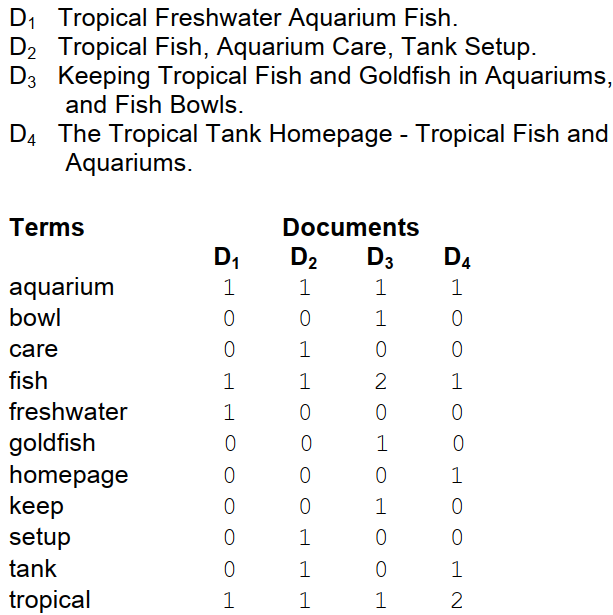 D₁ Tropical Freshwater Aquarium Fish.
D₂ Tropical Fish, Aquarium Care, Tank Setup.
D₃ Keeping Tropical Fish and Goldfish in Aquariums,
and Fish Bowls.
D₄ The Tropical Tank Homepage - Tropical Fish and
Aquariums.
Terms Documents
D₁ D₂ D₃ D₄
aquarium 1 1 1 1
bowl 0 0 1 0
care 0 1 0 0
fish 1 1 2 1
freshwater 1 0 0 0
goldfish 0 0 1 0
homepage 0 0 0 1
keep 0 0 1 0
setup 0 1 0 0
tank 0 1 0 1
tropical 1 1 1 2